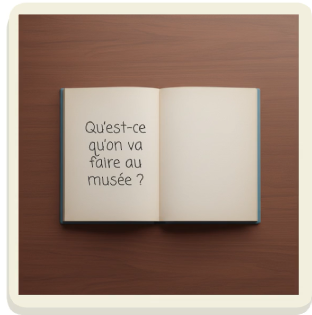 Qu'est-ce
qu'on va
faire au
musée ?